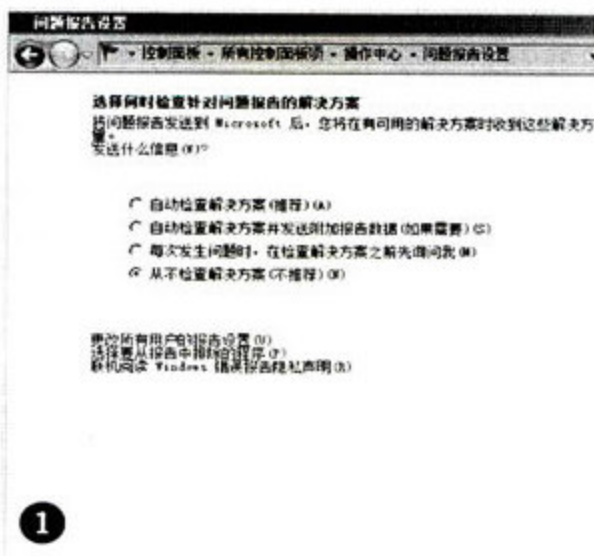 问题报告设置
控制面板 - 所有控制面板项 - 操作中心 - 问题报告设置
选择何时检查针对问题报告的解决方案
将问题报告发送到 Microsoft 后，您将在有可用的解决方案时收到这些解决方
案。
发送什么信息(W)?
自动检查解决方案(推荐)(A)
自动检查解决方案并发送附加报告数据(如果需要)(S)
每次发生问题时，在检查解决方案之前先询问我(M)
从不检查解决方案(不推荐)(N)
更改所有用户的报告设置(U)
选择要从报告中排除的程序(P)
联机阅读 Windows 错误报告隐私声明(R)
1